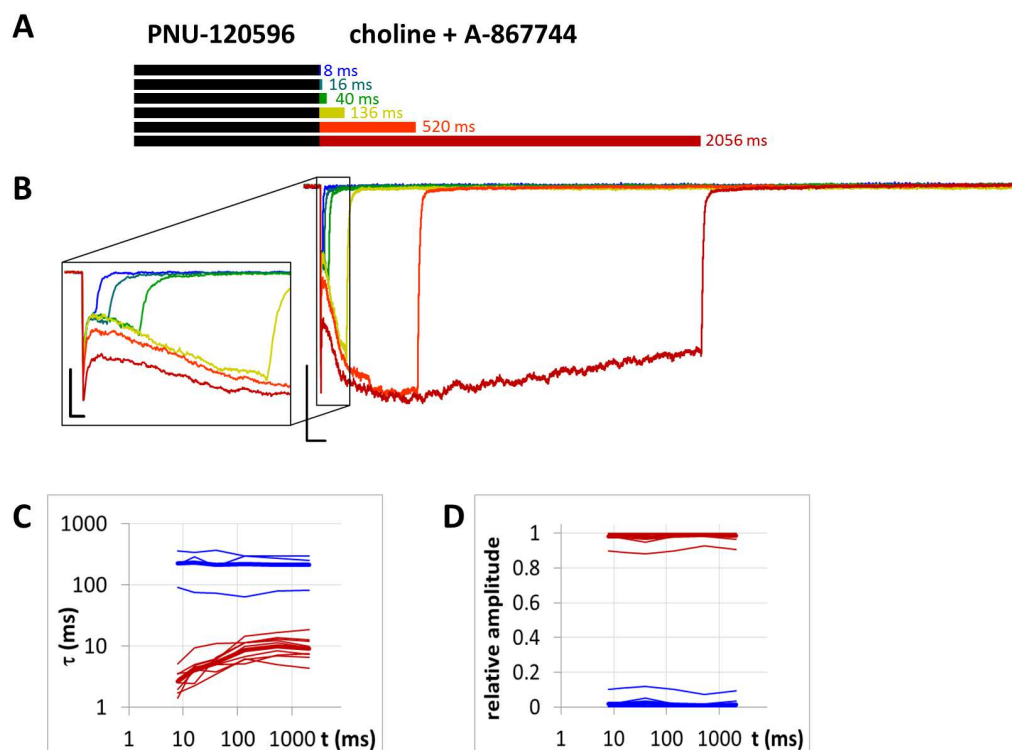 A PNU-120596 choline + A-867744
8 ms
16 ms
40 ms
136 ms
520 ms
2056 ms
B
C
1000
100
10
1
τ (ms)
1 10 100 1000 t (ms)
D
1
0.8
0.6
0.4
0.2
0
relative amplitude
1 10 100 1000 t (ms)